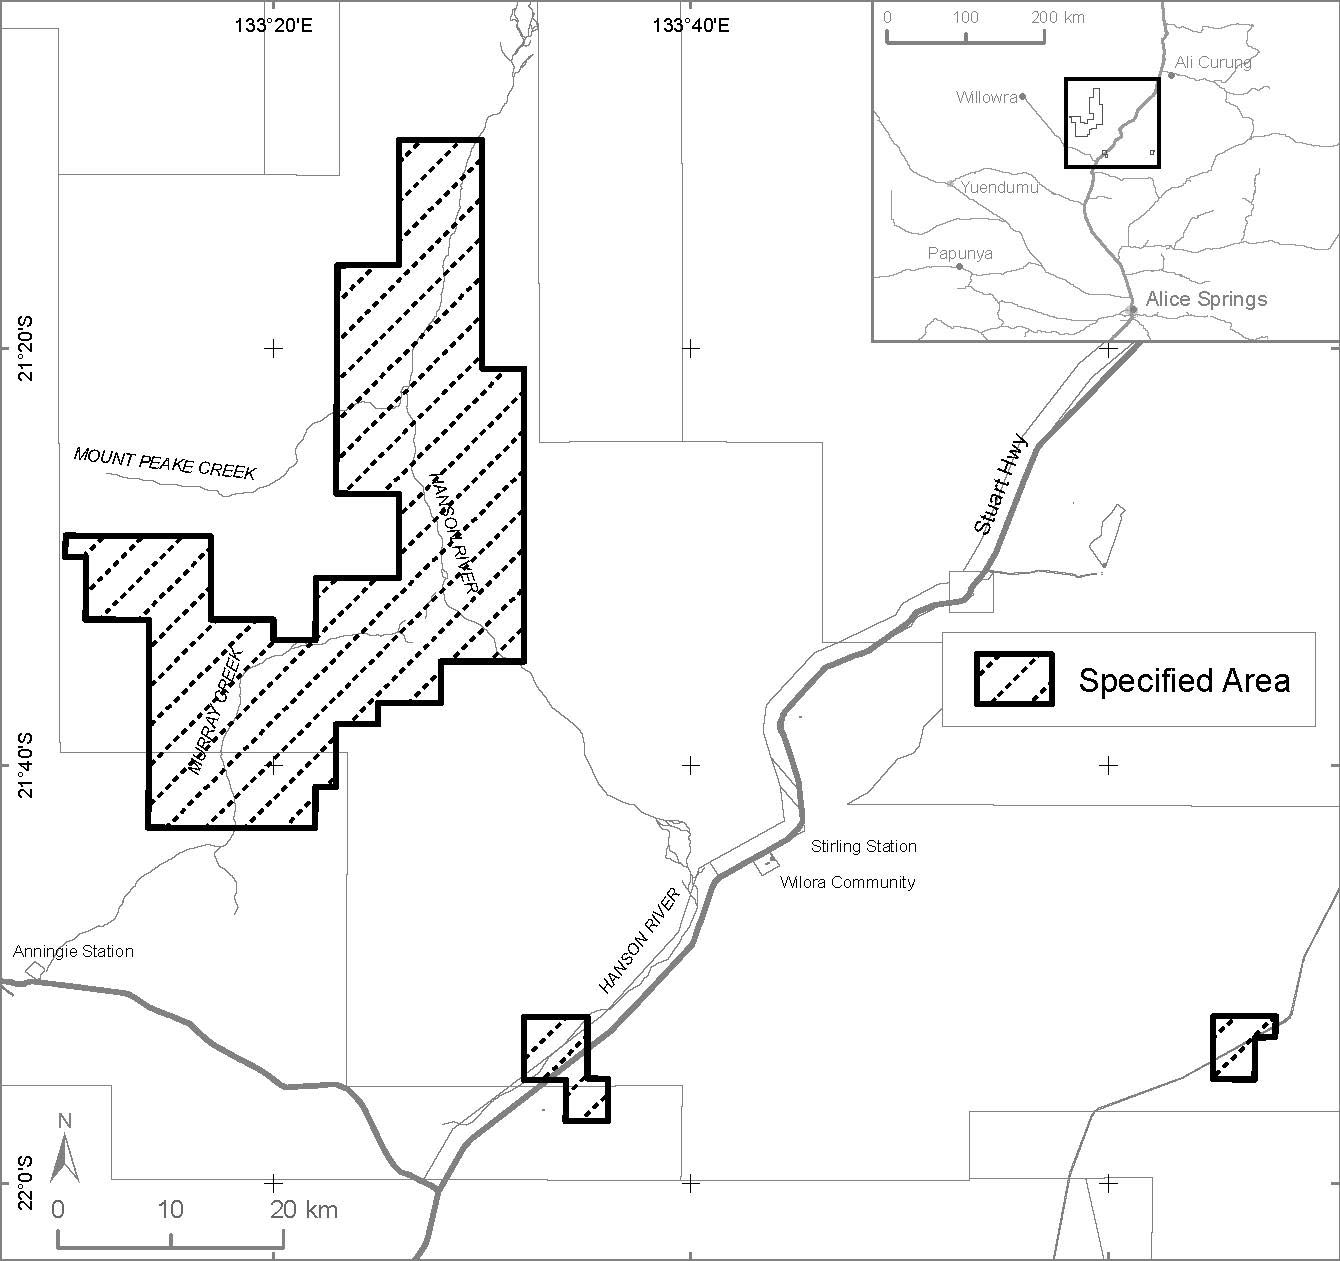 133°20'E
133°40'E
0 100 200 km
Ali Curung
Willowra
Yuendumu
Papunya
Alice Springs
21°20'S
MOUNT PEAKE CREEK
HANSON RIVER
Stuart Hwy
MURRAY CREEK
Specified Area
21°40'S
Stirling Station
Wilora Community
HANSON RIVER
Anningie Station
22°0'S
N
0 10 20 km